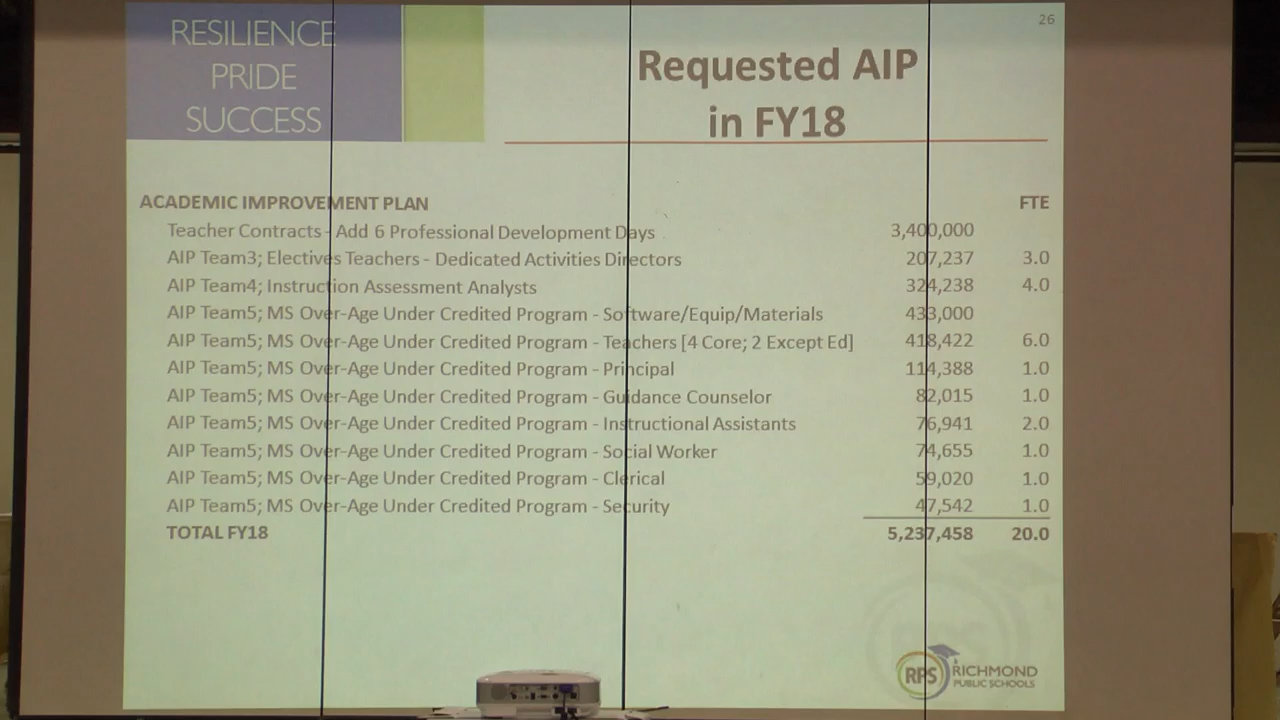 RESILIENCE
PRIDE
SUCCESS
26
Requested AIP
in FY18
ACADEMIC IMPROVEMENT PLAN FTE
Teacher Contracts - Add 6 Professional Development Days 3,400,000
AIP Team3; Electives Teachers - Dedicated Activities Directors 207,237 3.0
AIP Team4; Instruction Assessment Analysts 324,238 4.0
AIP Team5; MS Over-Age Under Credited Program - Software/Equip/Materials 433,000
AIP Team5; MS Over-Age Under Credited Program - Teachers [4 Core; 2 Except Ed] 418,422 6.0
AIP Team5; MS Over-Age Under Credited Program - Principal 114,388 1.0
AIP Team5; MS Over-Age Under Credited Program - Guidance Counselor 82,015 1.0
AIP Team5; MS Over-Age Under Credited Program - Instructional Assistants 76,941 2.0
AIP Team5; MS Over-Age Under Credited Program - Social Worker 74,655 1.0
AIP Team5; MS Over-Age Under Credited Program - Clerical 59,020 1.0
AIP Team5; MS Over-Age Under Credited Program - Security 47,542 1.0
TOTAL FY18 5,237,458 20.0
RPS RICHMOND
PUBLIC SCHOOLS